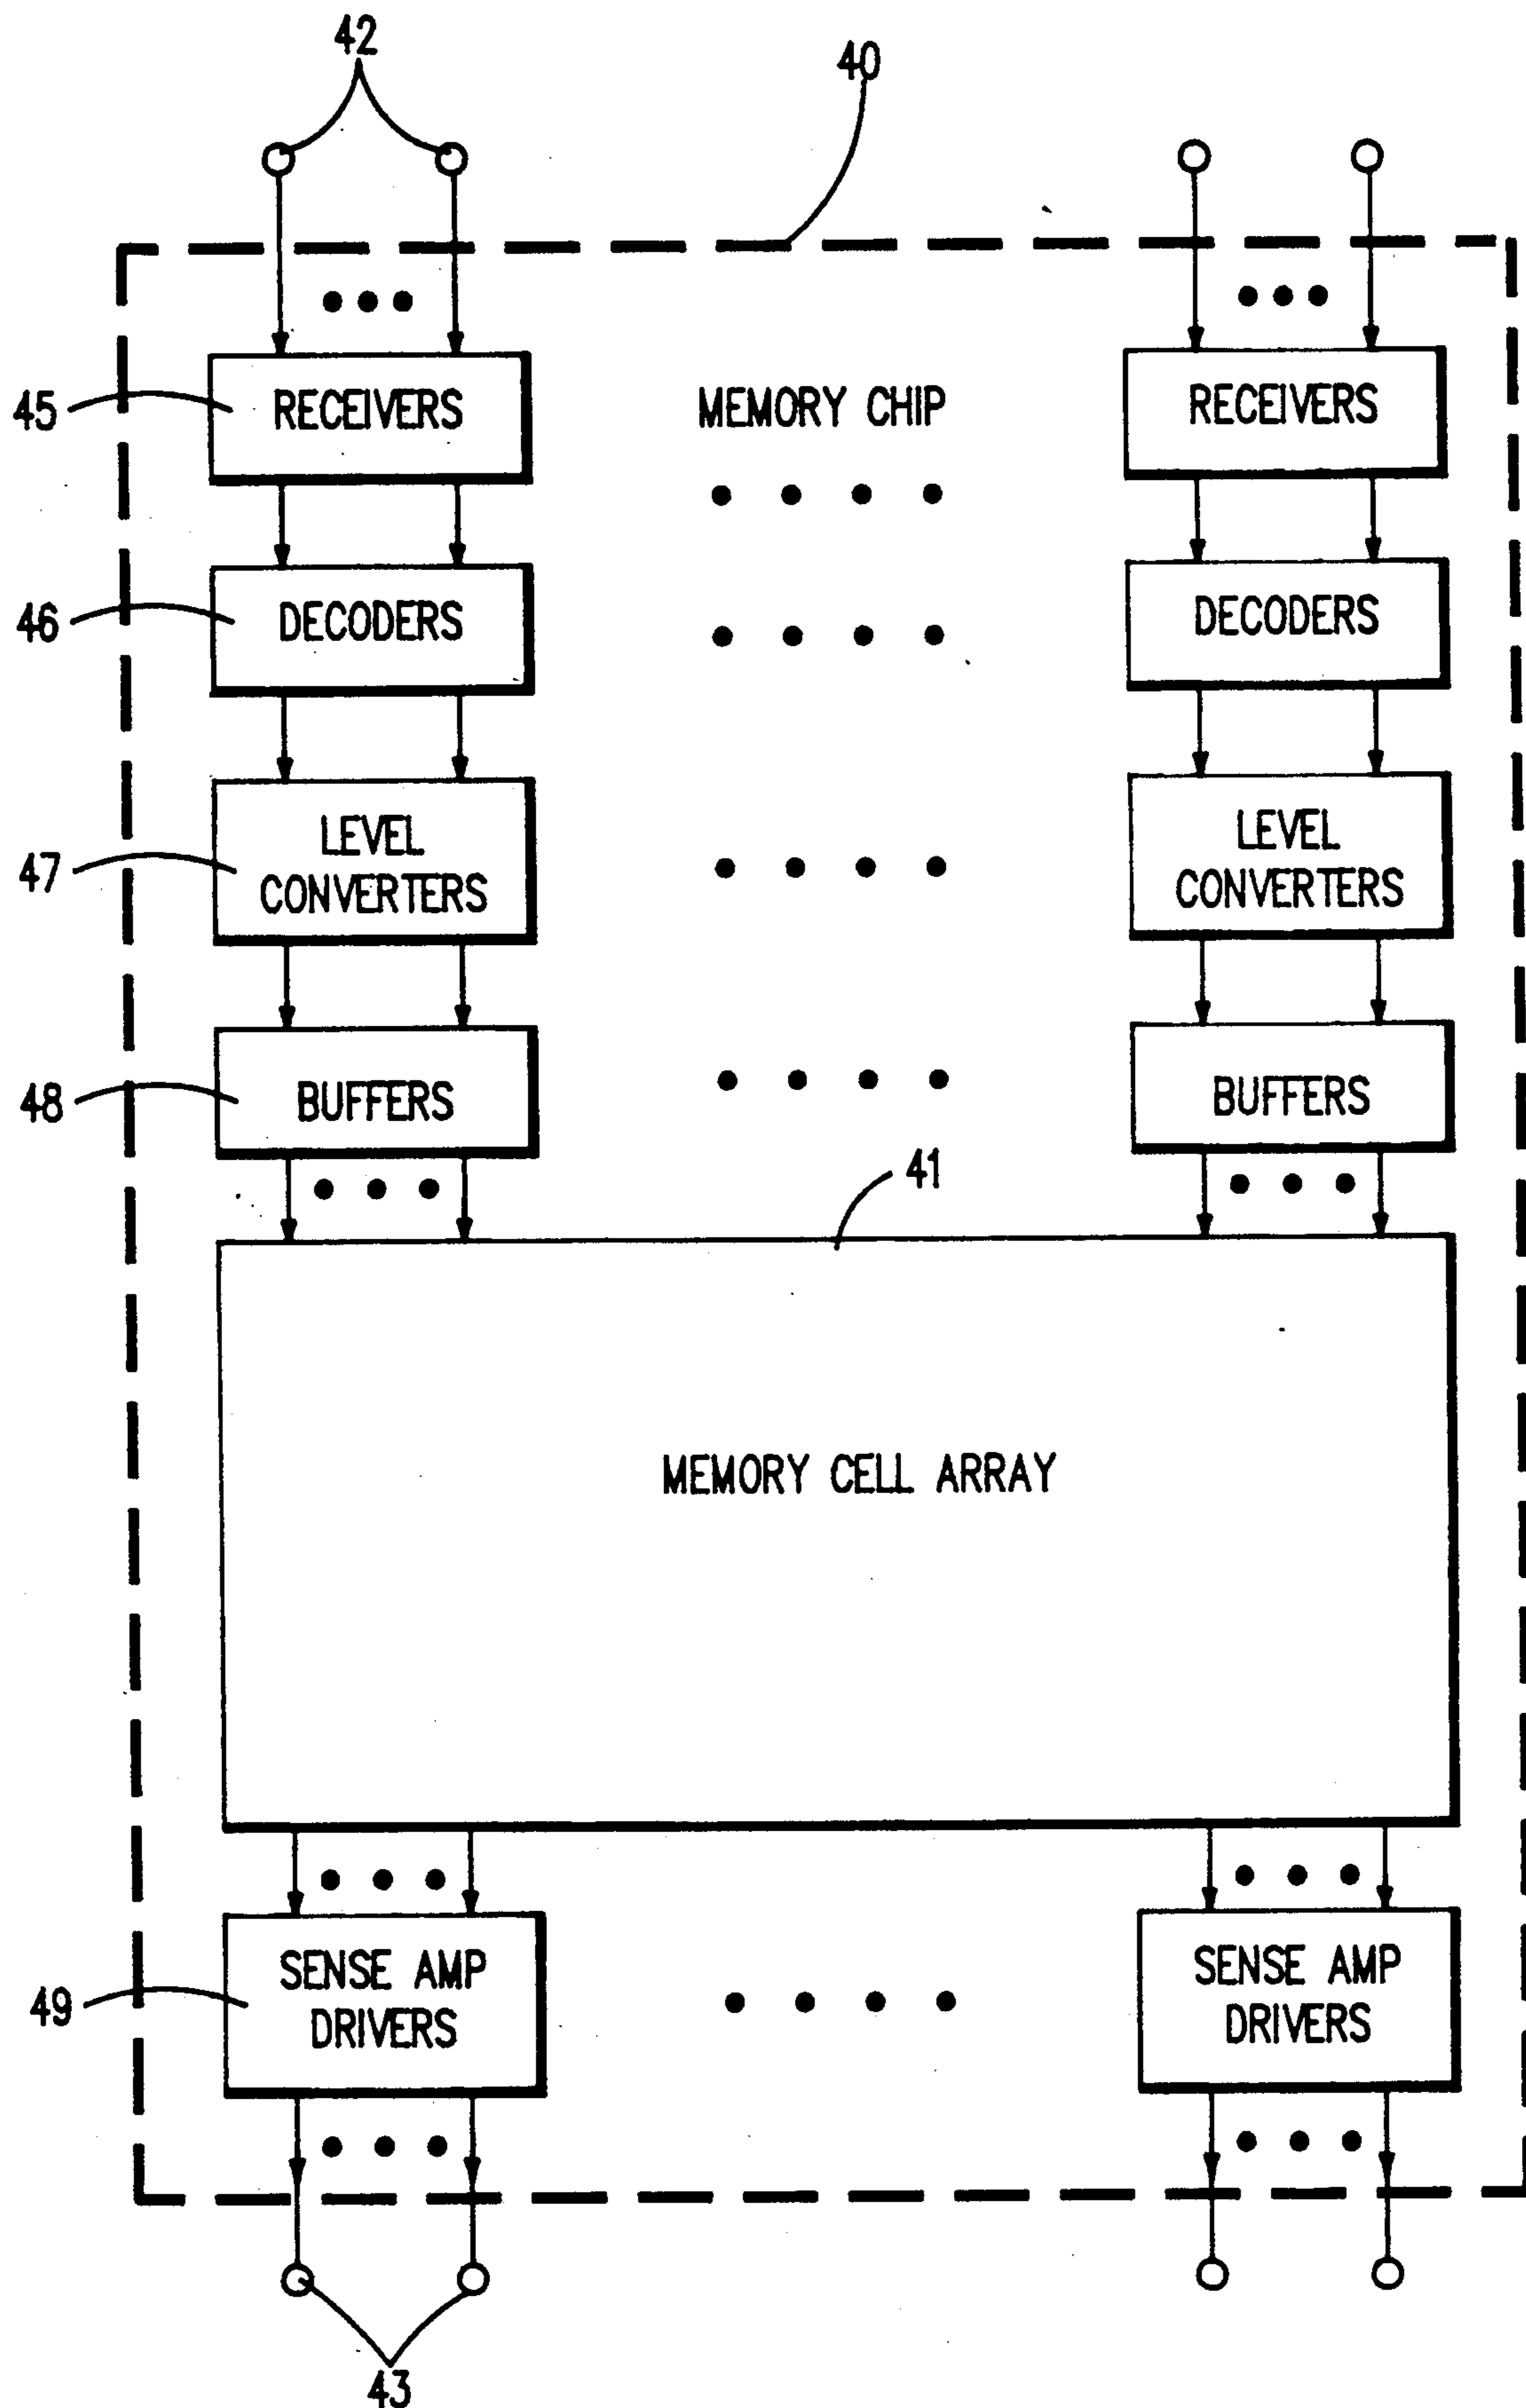 42
40
45
RECEIVERS
MEMORY CHIP
RECEIVERS
46
DECODERS
DECODERS
47
LEVEL
CONVERTERS
LEVEL
CONVERTERS
48
BUFFERS
BUFFERS
41
MEMORY CELL ARRAY
49
SENSE AMP
DRIVERS
SENSE AMP
DRIVERS
43